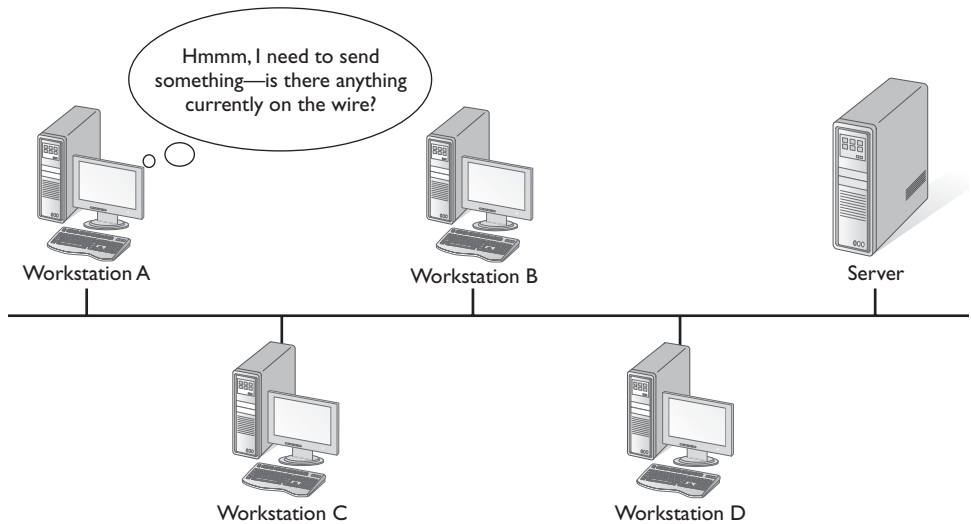 Hmmm, I need to send
something—is there anything
currently on the wire?
Workstation A
Workstation B
Server
Workstation C
Workstation D